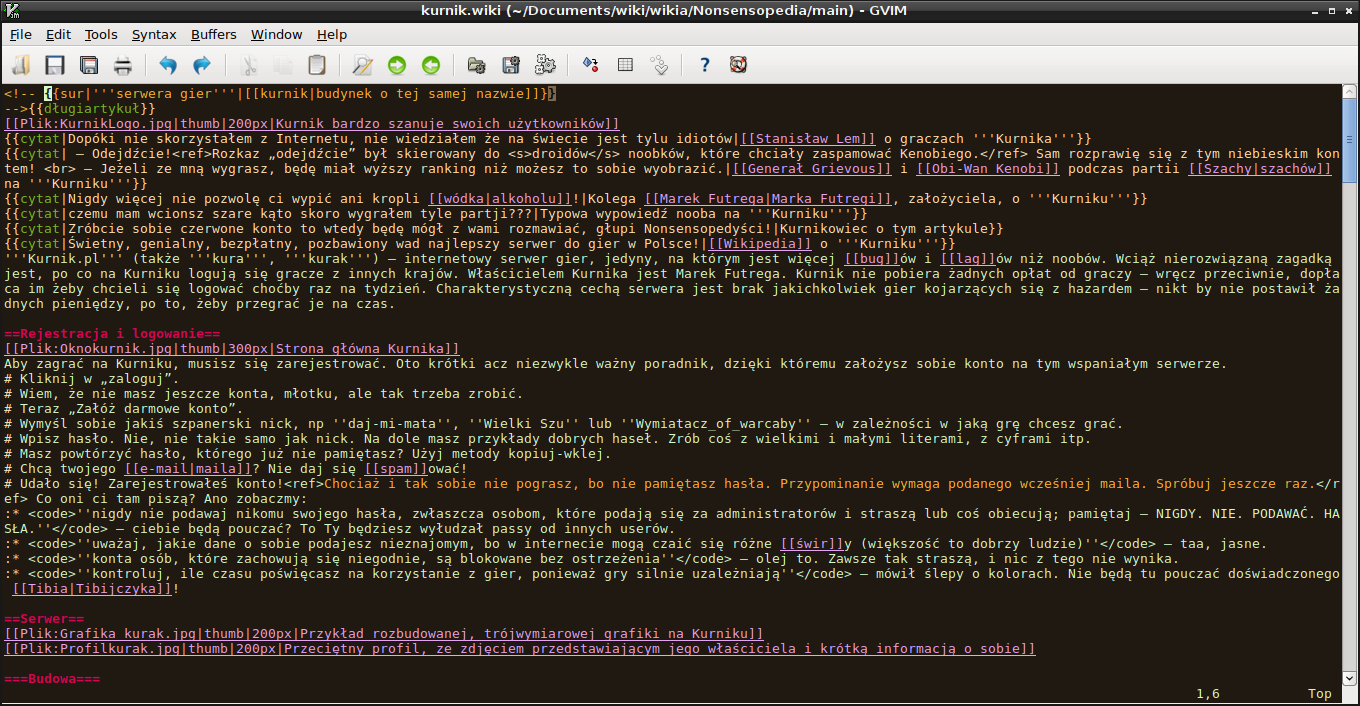 kurnik.wiki (~/Documents/wiki/wikia/Nonsensopedia/main) - GVIM
File Edit Tools Syntax Buffers Window Help
<!-- {{sur|'''serwera gier'''|[[kurnik|budynek o tej samej nazwie]]}}
-->{{długiartykuł}}
[[Plik:KurnikLogo.jpg|thumb|200px|Kurnik bardzo szanuje swoich użytkowników]]
{{cytat|Dopóki nie skorzystałem z Internetu, nie wiedziałem że na świecie jest tylu idiotów|[[Stanisław Lem]] o graczach '''Kurnika'''}}
{{cytat| – Odejdźcie!<ref>Rozkaz „odejdźcie” był skierowany do <s>droidów</s> noobków, które chciały zaspamować Kenobiego.</ref> Sam rozprawię się z tym niebieskim kon
tem! <br> – Jeżeli ze mną wygrasz, będę miał wyższy ranking niż możesz to sobie wyobrazić.|[[Generał Grievous]] i [[Obi-Wan Kenobi]] podczas partii [[Szachy|szachów]]
na '''Kurniku'''}}
{{cytat|Nigdy więcej nie pozwolę ci wypić ani kropli [[wódka|alkoholu]]!|Kolega [[Marek Futrega|Marka Futregi]], założyciela, o '''Kurniku'''}}
{{cytat|czemu mam wcionsz szare kąto skoro wygrałem tyle partji???|Typowa wypowiedź nooba na '''Kurniku'''}}
{{cytat|Zróbcie sobie czerwone konto to wtedy będę mógł z wami rozmawiać, głupi Nonsensopedyści!|Kurnikowiec o tym artykule}}
{{cytat|Świetny, genialny, bezpłatny, pozbawiony wad najlepszy serwer do gier w Polsce!|[[Wikipedia]] o '''Kurniku'''}}
'''Kurnik.pl''' (także '''kura''', '''kurak''') – internetowy serwer gier, jedyny, na którym jest więcej [[bug]]ów i [[lag]]ów niż noobów. Wciąż nierozwiązaną zagadką
jest, po co na Kurniku logują się gracze z innych krajów. Właścicielem Kurnika jest Marek Futrega. Kurnik nie pobiera żadnych opłat od graczy – wręcz przeciwnie, dopła
ca im żeby chcieli się logować choćby raz na tydzień. Charakterystyczną cechą serwera jest brak jakichkolwiek gier kojarzących się z hazardem – nikt by nie postawił ża
dnych pieniędzy, po to, żeby przegrać je na czas.
==Rejestracja i logowanie==
[[Plik:Oknokurnik.jpg|thumb|300px|Strona główna Kurnika]]
Aby zagrać na Kurniku, musisz się zarejestrować. Oto krótki acz niezwykle ważny poradnik, dzięki któremu założysz sobie konto na tym wspaniałym serwerze.
# Kliknij w „zaloguj”.
# Wiem, że nie masz jeszcze konta, młotku, ale tak trzeba zrobić.
# Teraz „Załóż darmowe konto”.
# Wymyśl sobie jakiś szpanerski nick, np ''daj-mi-mata'', ''Wielki Szu'' lub ''Wymiatacz_of_warcaby'' – w zależności w jaką grę chcesz grać.
# Wpisz hasło. Nie, nie takie samo jak nick. Na dole masz przykłady dobrych haseł. Zrób coś z wielkimi i małymi literami, z cyframi itp.
# Masz powtórzyć hasło, którego już nie pamiętasz? Użyj metody kopiuj-wklej.
# Chcą twojego [[e-mail|maila]]? Nie daj się [[spam]]ować!
# Udało się! Zarejestrowałeś konto!<ref>Chociaż i tak sobie nie pograsz, bo nie pamiętasz hasła. Przypominanie wymaga podanego wcześniej maila. Spróbuj jeszcze raz.</r
ef> Co oni ci tam piszą? Ano zobaczmy:
:* <code>''nigdy nie podawaj nikomu swojego hasła, zwłaszcza osobom, które podają się za administratorów i straszą lub coś obiecują; pamiętaj – NIGDY. NIE. PODAWAĆ. HA
SŁA.''</code> – ciebie będą pouczać? To Ty będziesz wyłudzał passy od innych userów.
:* <code>''uważaj, jakie dane o sobie podajesz nieznajomym, bo w internecie mogą czaić się różne [[świr]]y (większość to dobrzy ludzie)''</code> – taa, jasne.
:* <code>''konta osób, które zachowują się niegodnie, są blokowane bez ostrzeżenia''</code> – olej to. Zawsze tak straszą, i nic z tego nie wynika.
:* <code>''kontroluj, ile czasu poświęcasz na korzystanie z gier, ponieważ gry silnie uzależniają''</code> – mówił ślepy o kolorach. Nie będą tu pouczać doświadczonego
[[Tibia|Tibijczyka]]!
==Serwer==
[[Plik:Grafika kurak.jpg|thumb|200px|Przykład rozbudowanej, trójwymiarowej grafiki na Kurniku]]
[[Plik:Profilkurak.jpg|thumb|200px|Przeciętny profil, ze zdjęciem przedstawiającym jego właściciela i krótką informacją o sobie]]
===Budowa===
1,6 Top